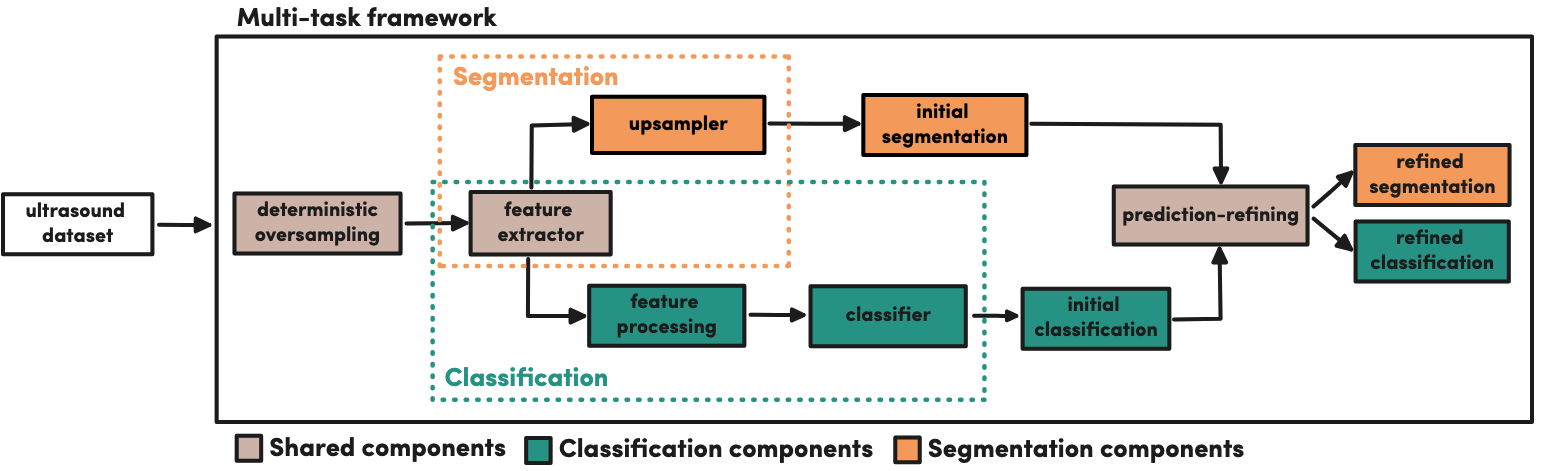 Multi-task framework
Segmentation
upsampler
initial
segmentation
ultrasound
dataset
deterministic
oversampling
feature
extractor
prediction-refining
refined
segmentation
refined
classification
feature
processing
classifier
initial
classification
Classification
Shared components
Classification components
Segmentation components